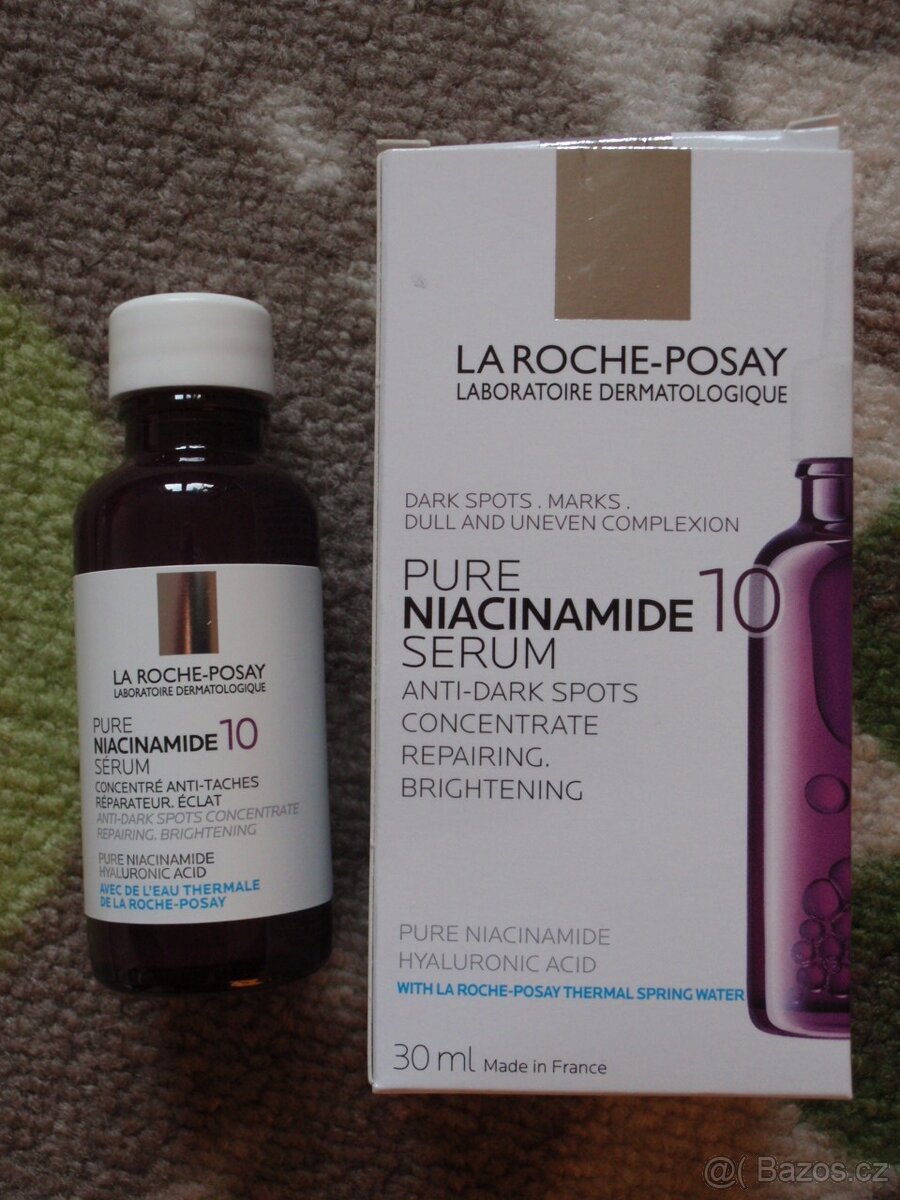 LA ROCHE-POSAY
LABORATOIRE DERMATOLOGIQUE
PURE
NIACINAMIDE 10
SÉRUM
CONCENTRÉ ANTI-TACHES
RÉPARATEUR. ÉCLAT
ANTI-DARK SPOTS CONCENTRATE
REPAIRING. BRIGHTENING
PURE NIACINAMIDE
HYALURONIC ACID
AVEC DE L'EAU THERMALE
DE LA ROCHE-POSAY
LA ROCHE-POSAY
LABORATOIRE DERMATOLOGIQUE
DARK SPOTS . MARKS .
DULL AND UNEVEN COMPLEXION
PURE
NIACINAMIDE 10
SERUM
ANTI-DARK SPOTS
CONCENTRATE
REPAIRING.
BRIGHTENING
PURE NIACINAMIDE
HYALURONIC ACID
WITH LA ROCHE-POSAY THERMAL SPRING WATER
30 ml Made in France
@( Bazos.cz